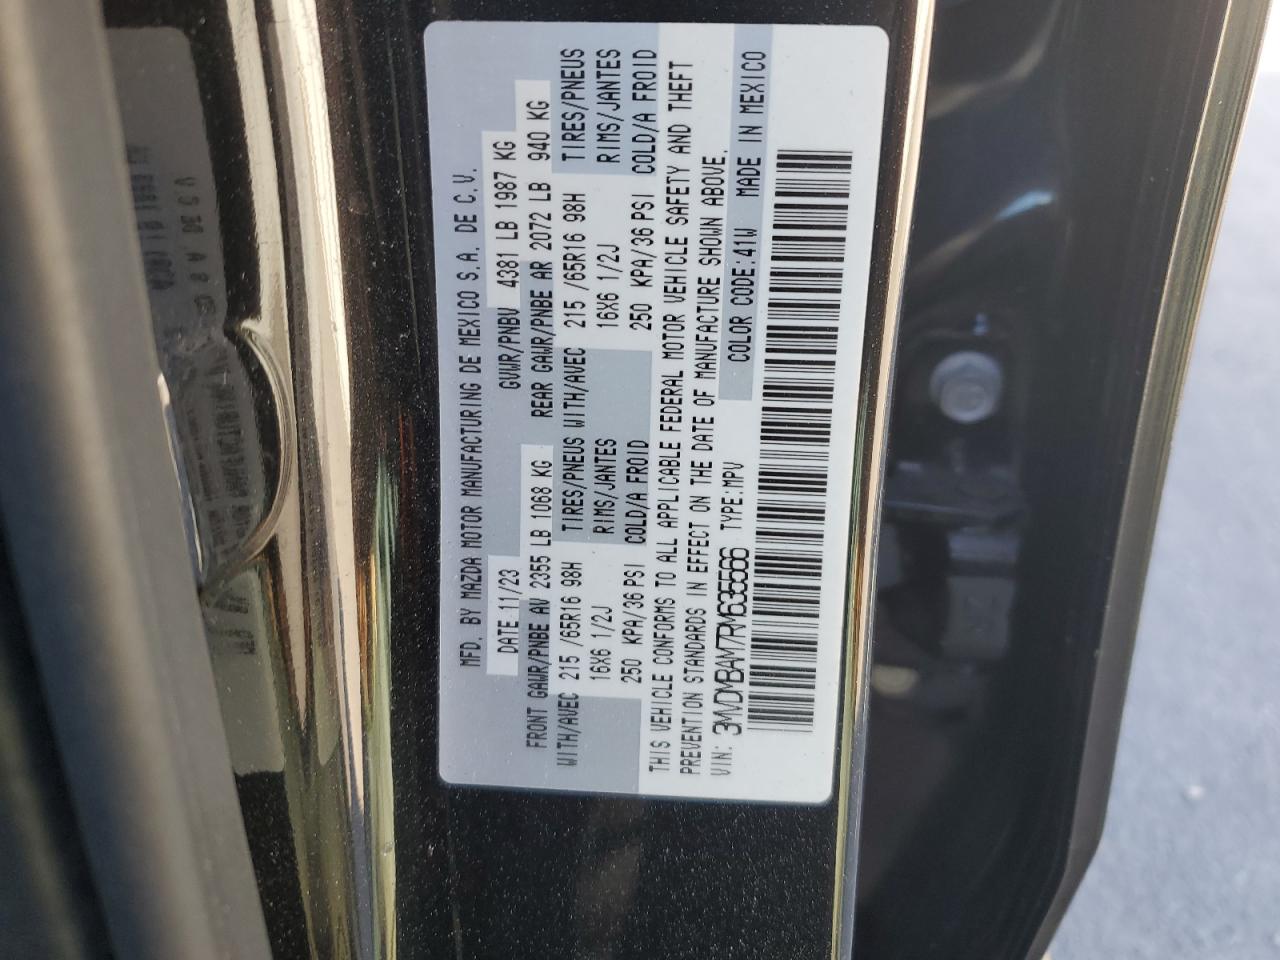 MFD. BY MAZDA MOTOR MANUFACTURING DE MEXICO S.A. DE C.V.
DATE 11/23 GVWR/PNBV 4381 LB 1987 KG
FRONT GAWR/PNBE AV 2355 LB 1068 KG REAR GAWR/PNBE AR 2072 LB 940 KG
WITH/AVEC 215 /65R16 98H TIRES/PNEUS WITH/AVEC 215 /65R16 98H TIRES/PNEUS
16X6 1/2J RIMS/JANTES 16X6 1/2J RIMS/JANTES
250 KPA/36 PSI COLD/A FROID 250 KPA/36 PSI COLD/A FROID
THIS VEHICLE CONFORMS TO ALL APPLICABLE FEDERAL MOTOR VEHICLE SAFETY AND THEFT
PREVENTION STANDARDS IN EFFECT ON THE DATE OF MANUFACTURE SHOWN ABOVE.
VIN: 3MVDMBAM7RM635566 TYPE:MPV COLOR CODE:41W MADE IN MEXICO